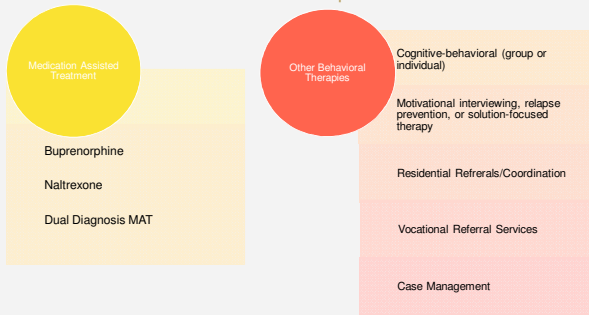 Medication Assisted
Treatment
Buprenorphine
Naltrexone
Dual Diagnosis MAT
Other Behavioral
Therapies
Cognitive-behavioral (group or
individual)
Motivational interviewing, relapse
prevention, or solution-focused
therapy
Residential Refrerals/Coordination
Vocational Referral Services
Case Management